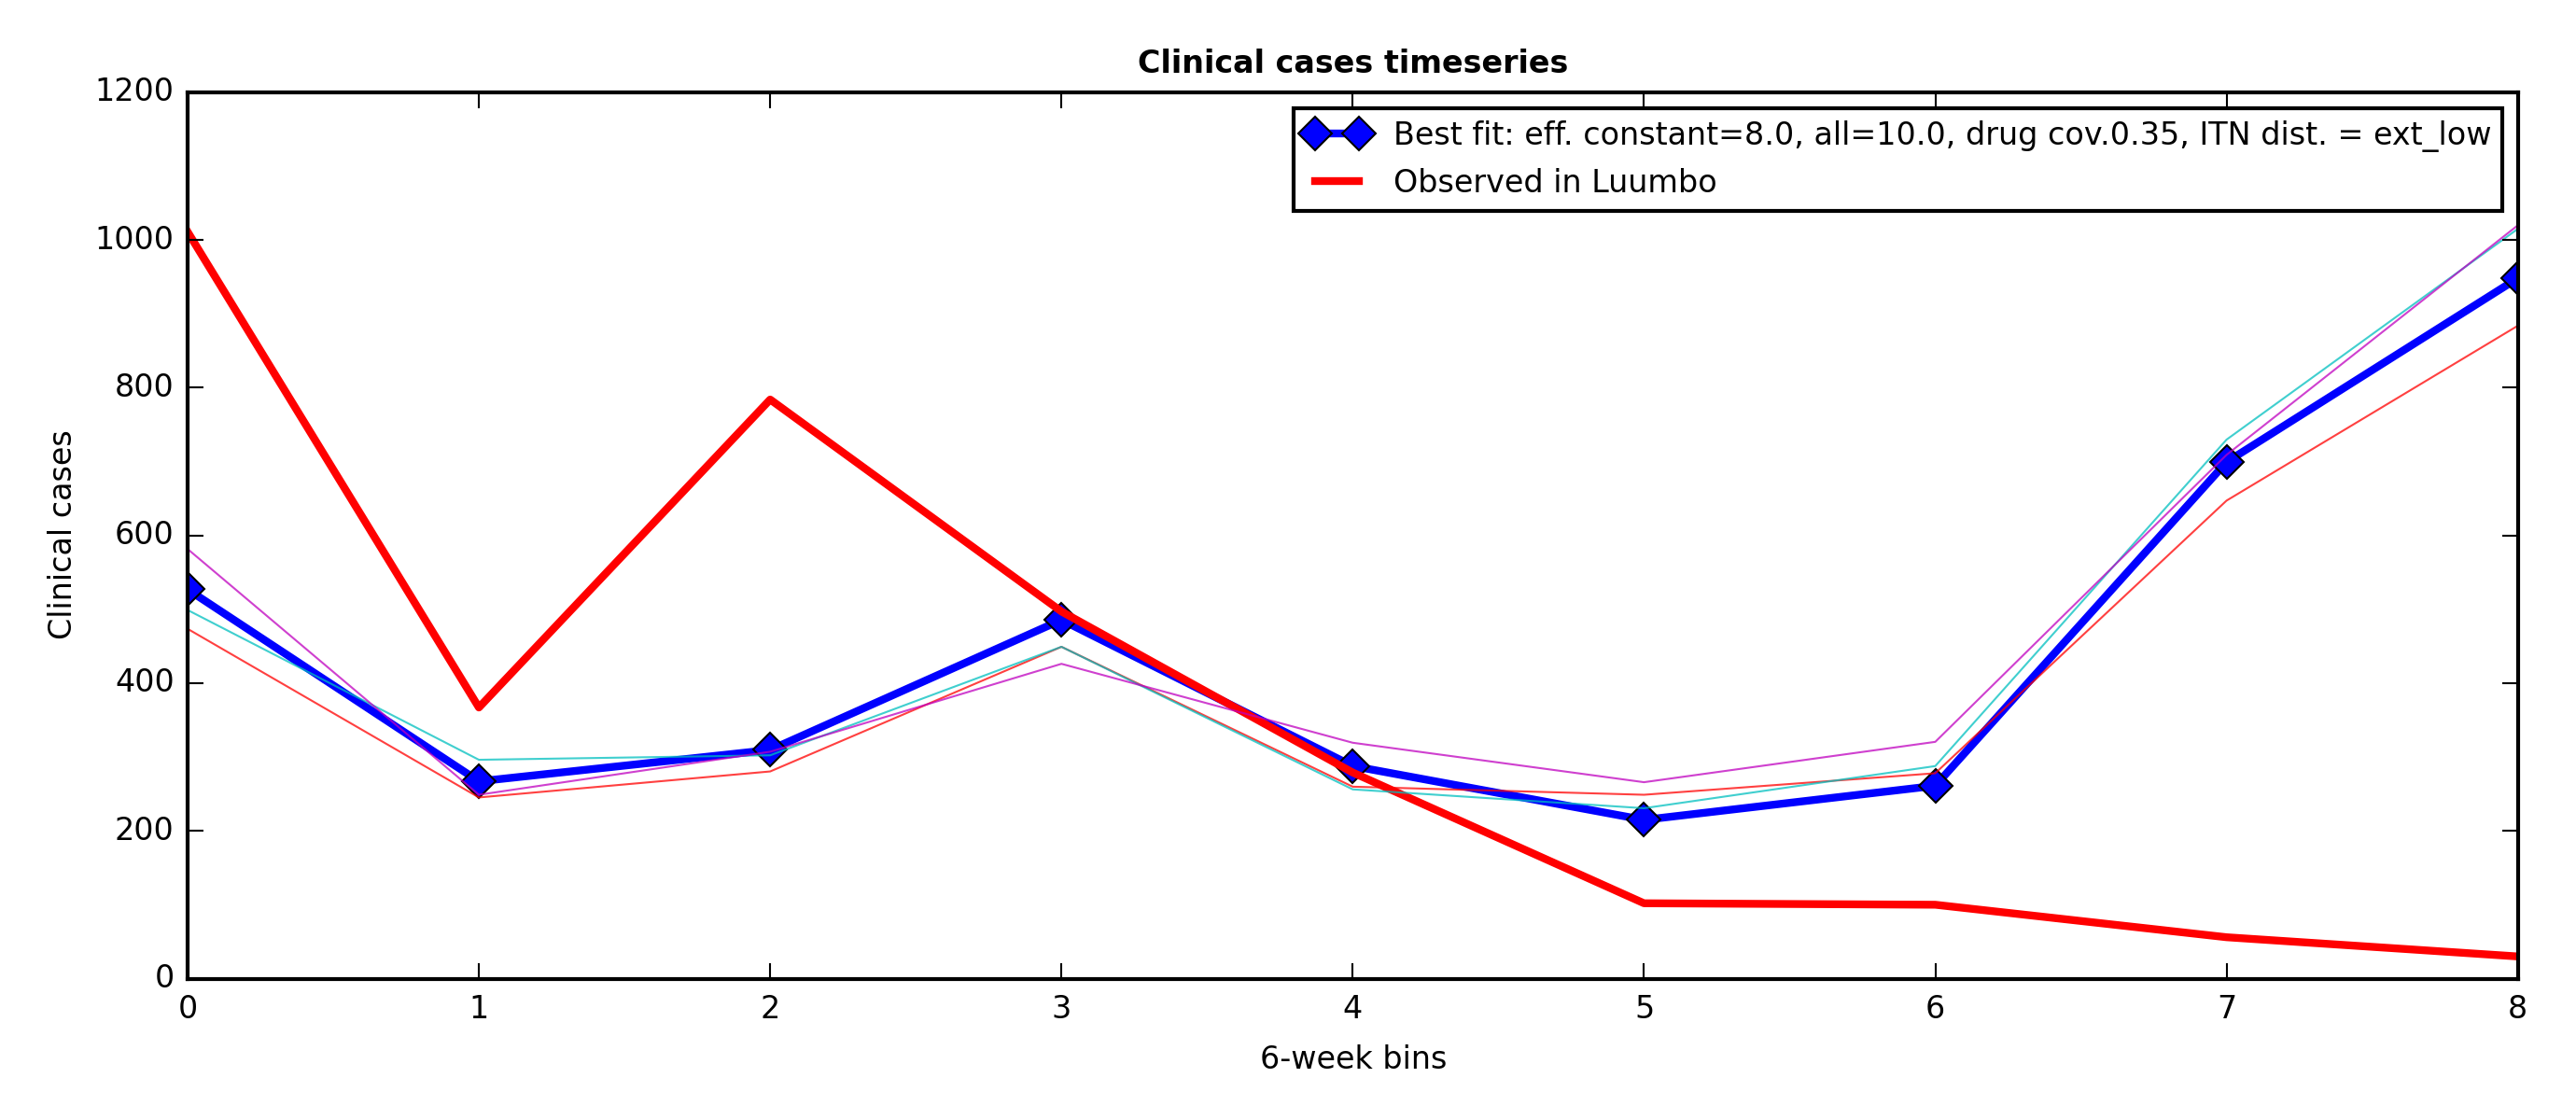 Clinical cases timeseries
Best fit: eff. constant=8.0, all=10.0, drug cov.0.35, ITN dist. = ext_low
Observed in Luumbo
Clinical cases
1200
1000
800
600
400
200
0
0 1 2 3 4 5 6 7 8
6-week bins